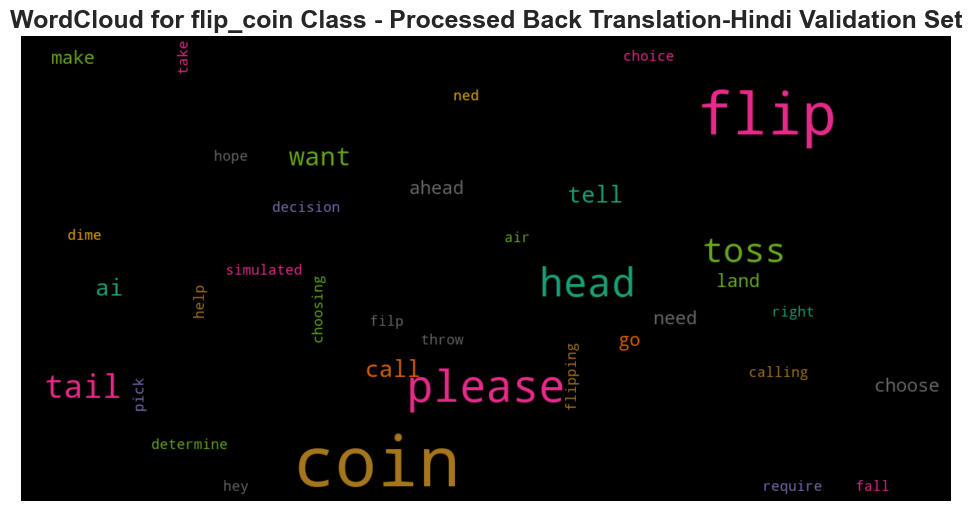 WordCloud for flip_coin Class - Processed Back Translation-Hindi Validation Set
make
take
choice
ned
flip
hope
want
ahead
tell
decision
dime
air
toss
simulated
head
land
ai
help
choosing
filp
throw
need
right
go
call
tail
pick
please
flipping
calling
choose
determine
coin
hey
require
fall